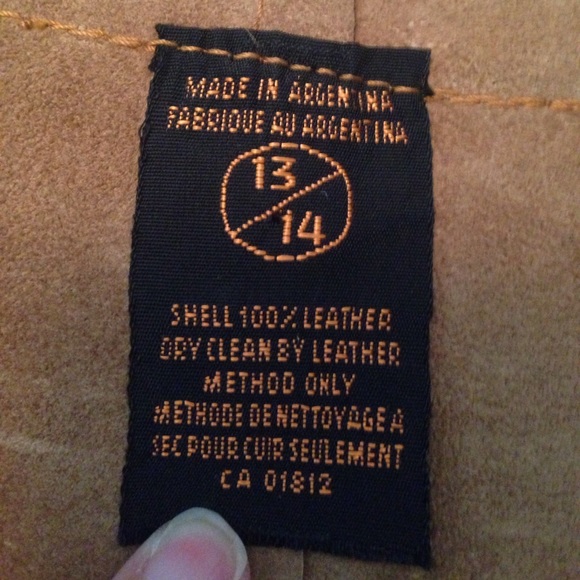 MADE IN ARGENTINA
FABRIQUE AU ARGENTINA
13
14
SHELL 100% LEATHER
DRY CLEAN BY LEATHER
METHOD ONLY
METHODE DE NETTOYAGE A
SEC POUR CUIR SEULEMENT
CA 01812